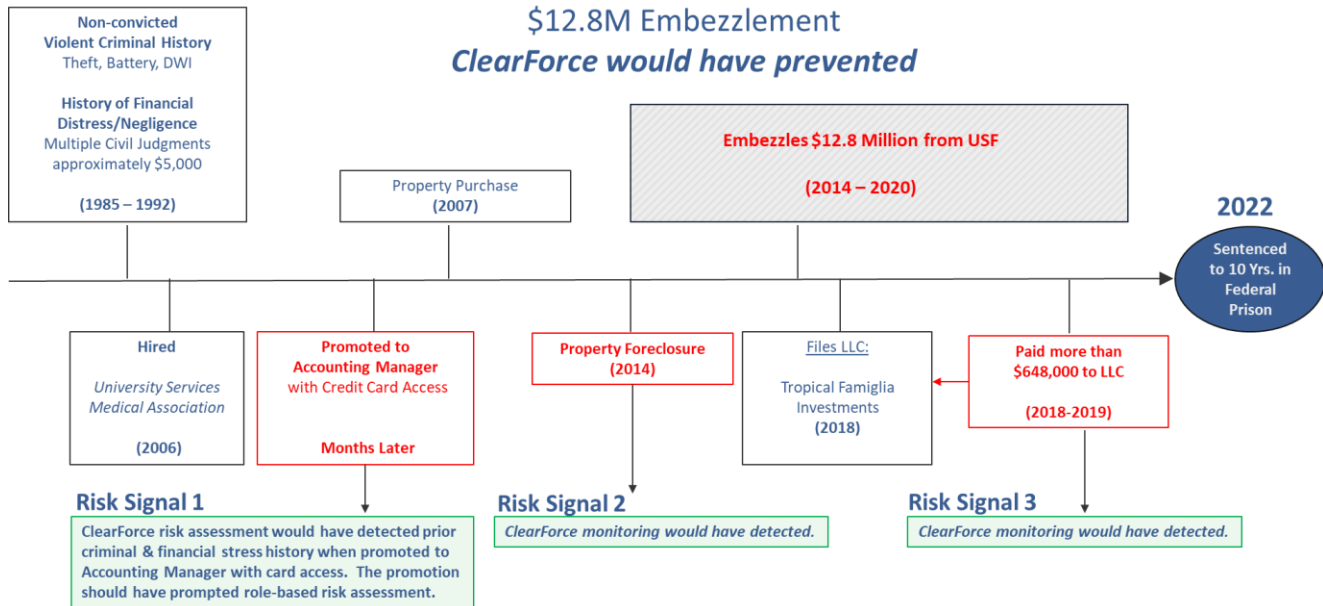 $12.8M Embezzlement
ClearForce would have prevented
Non-convicted
Violent Criminal History
Theft, Battery, DWI
History of Financial
Distress/Negligence
Multiple Civil Judgments
approximately $5,000
(1985 – 1992)
Property Purchase
(2007)
Embezzles $12.8 Million from USF
(2014 – 2020)
2022
Sentenced
to 10 Yrs. in
Federal
Prison
Hired
University Services
Medical Association
(2006)
Promoted to
Accounting Manager
with Credit Card Access
Months Later
Property Foreclosure
(2014)
Files LLC:
Tropical Famiglia
Investments
(2018)
Paid more than
$648,000 to LLC
(2018-2019)
Risk Signal 1
ClearForce risk assessment would have detected prior
criminal & financial stress history when promoted to
Accounting Manager with card access.  The promotion
should have prompted role-based risk assessment.
Risk Signal 2
ClearForce monitoring would have detected.
Risk Signal 3
ClearForce monitoring would have detected.